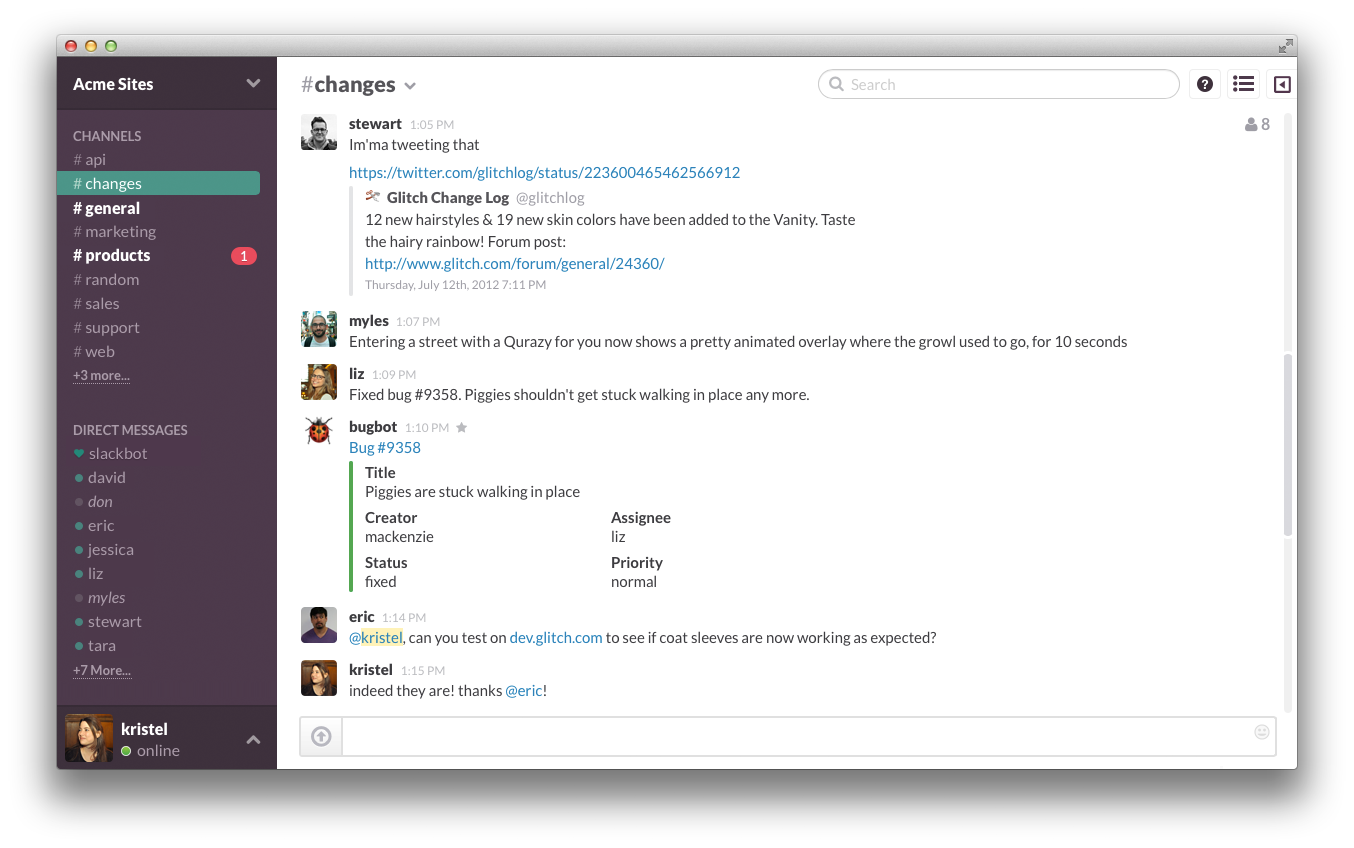 Acme Sites
CHANNELS
# api
# changes
# general
# marketing
# products 1
# random
# sales
# support
# web
+3 more...
DIRECT MESSAGES
slackbot
david
don
eric
jessica
liz
myles
stewart
tara
+7 More...
kristel
online
#changes
Search
8
stewart 1:05 PM
Im'ma tweeting that
https://twitter.com/glitchlog/status/223600465462566912
Glitch Change Log @glitchlog
12 new hairstyles & 19 new skin colors have been added to the Vanity. Taste
the hairy rainbow! Forum post:
http://www.glitch.com/forum/general/24360/
Thursday, July 12th, 2012 7:11 PM
myles 1:07 PM
Entering a street with a Qurazy for you now shows a pretty animated overlay where the growl used to go, for 10 seconds
liz 1:09 PM
Fixed bug #9358. Piggies shouldn't get stuck walking in place any more.
bugbot 1:10 PM
Bug #9358
Title
Piggies are stuck walking in place
Creator Assignee
mackenzie liz
Status Priority
fixed normal
eric 1:14 PM
@kristel, can you test on dev.glitch.com to see if coat sleeves are now working as expected?
kristel 1:15 PM
indeed they are! thanks @eric!